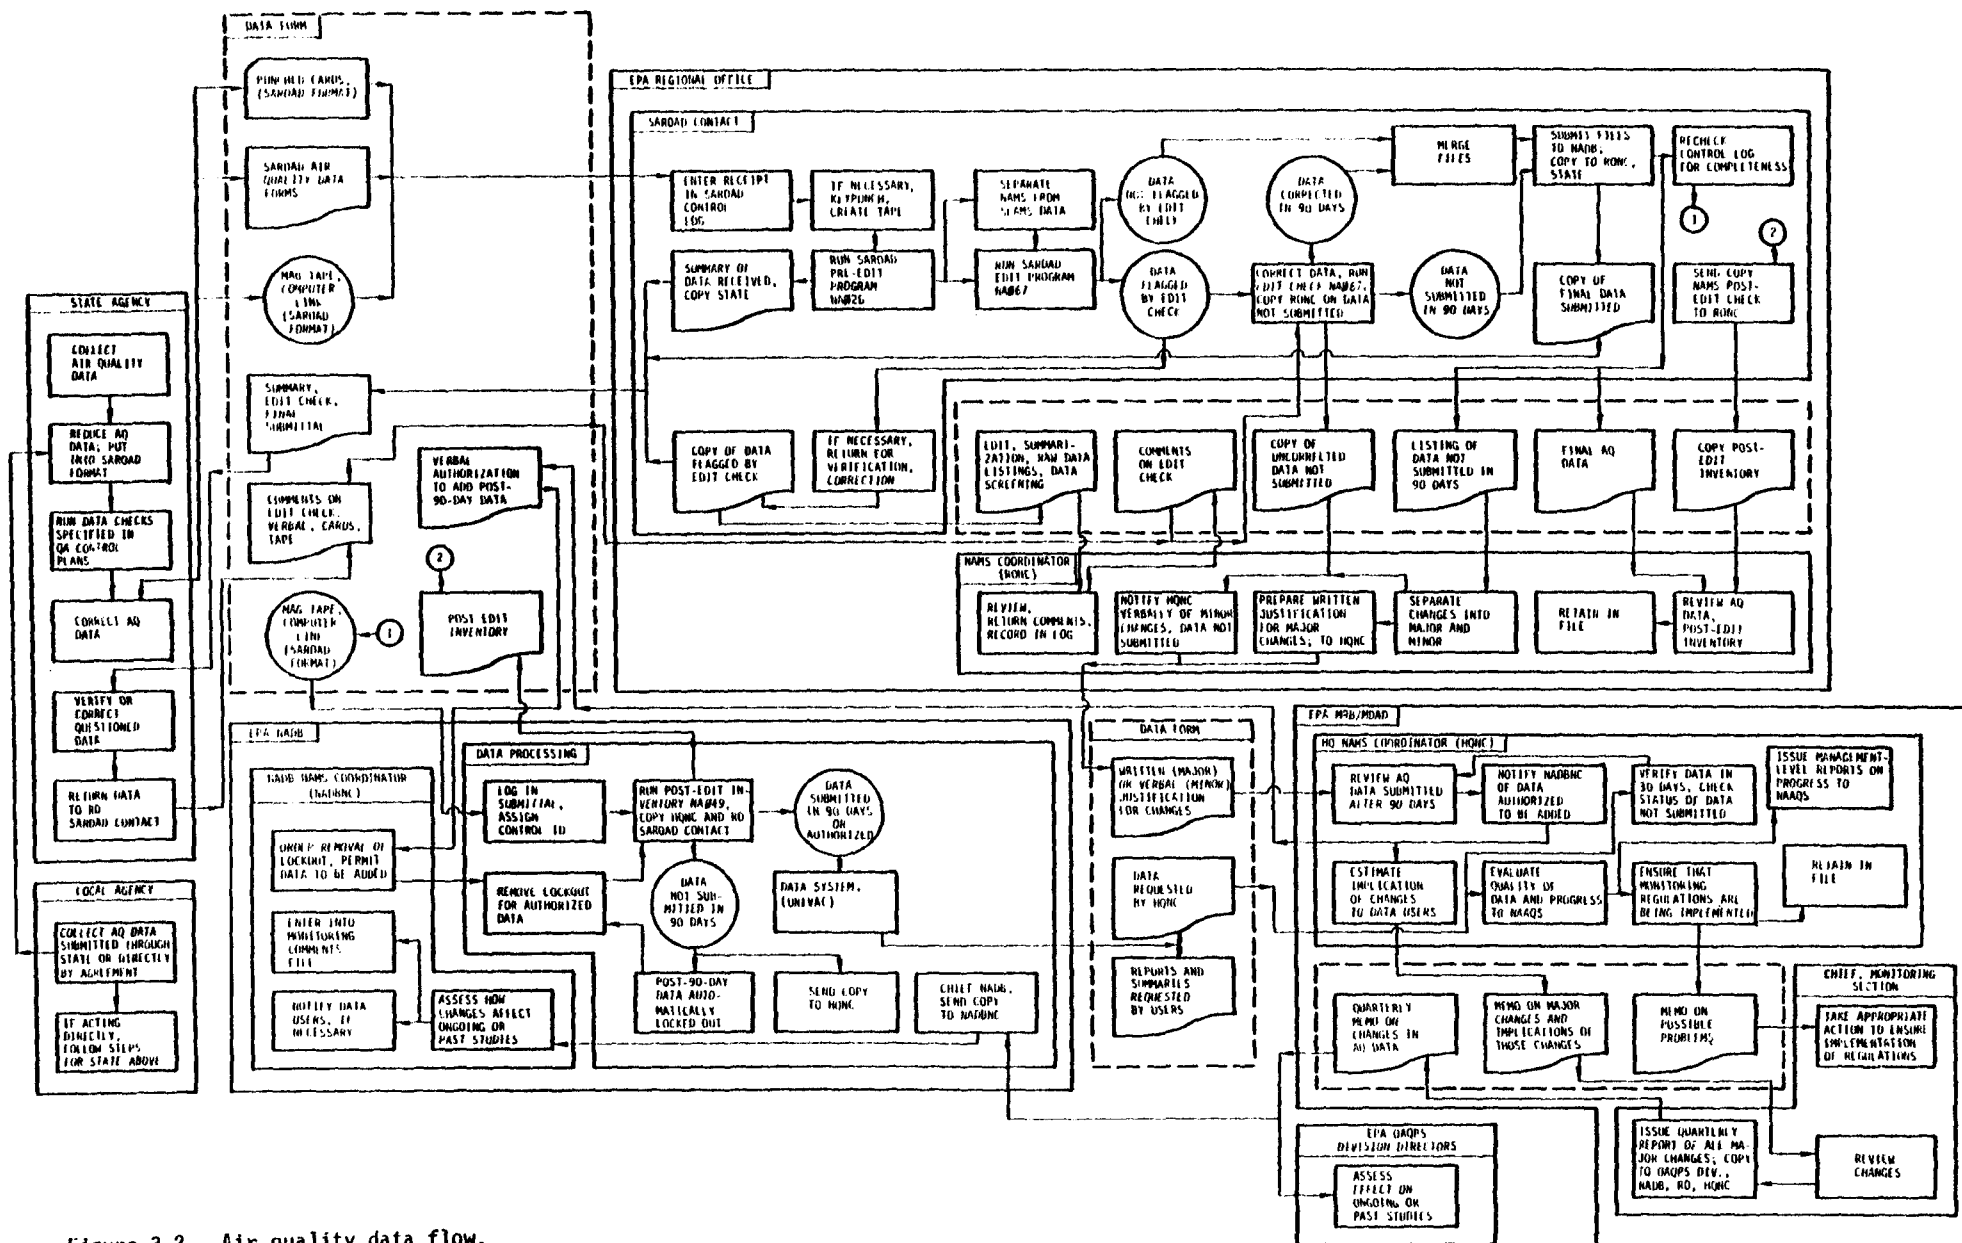 DATA FORM
PUNCHED CARDS,
(SAROAD FORMAT)
SAROAD AIR
QUALITY DATA
FORMS
MAG TAPE,
COMPUTER
LINK
(SAROAD
FORMAT)
SUMMARY,
EDIT CHECK,
FINAL
SUBMITTAL
COMMENTS ON
EDIT CHECK
VERBAL, CARDS,
TAPE
VERBAL
AUTHORIZATION
TO ADD POST-
90-DAY DATA
2
MAG TAPE,
COMPUTER
LINE
(SAROAD
FORMAT)
1
POST EDIT
INVENTORY
STATE AGENCY
COLLECT
AIR QUALITY
DATA
REDUCE AQ
DATA; PUT
INTO SAROAD
FORMAT
RUN DATA CHECKS
SPECIFIED IN
QA CONTROL
PLANS
CORRECT AQ
DATA
VERIFY OR
CORRECT
QUESTIONED
DATA
RETURN DATA
TO RO
SAROAD CONTACT
LOCAL AGENCY
COLLECT AQ DATA
SUBMITTED THROUGH
STATE OR DIRECTLY
BY AGREEMENT
IF ACTING
DIRECTLY,
FOLLOW STEPS
FOR STATE ABOVE
EPA REGIONAL OFFICE
SAROAD CONTACT
ENTER RECEIPT
IN SAROAD
CONTROL
LOG
IF NECESSARY,
KEYPUNCH,
CREATE TAPE
SEPARATE
NAMS FROM
SLAMS DATA
DATA
NOT FLAGGED
BY EDIT
CHECK
DATA
CORRECTED
IN 90 DAYS
MERGE
FILES
SUBMIT FILES
TO NADB;
COPY TO RONC,
STATE
RECHECK
CONTROL LOG
FOR COMPLETENESS
1
2
SUMMARY OF
DATA RECEIVED,
COPY STATE
RUN SAROAD
PRE-EDIT
PROGRAM
NA026
RUN SAROAD
EDIT PROGRAM
NA067
DATA
FLAGGED
BY EDIT
CHECK
CORRECT DATA, RUN
EDIT CHECK NA067,
COPY RONC ON DATA
NOT SUBMITTED
DATA
NOT
SUBMITTED
IN 90 DAYS
COPY OF
FINAL DATA
SUBMITTED
SEND COPY
NAMS POST-
EDIT CHECK
TO RONC
COPY OF DATA
FLAGGED BY
EDIT CHECK
IF NECESSARY,
RETURN FOR
VERIFICATION,
CORRECTION
EDIT, SUMMARI-
ZATION, RAW DATA
LISTINGS, DATA
SCREENING
COMMENTS
ON EDIT
CHECK
COPY OF
UNCORRECTED
DATA NOT
SUBMITTED
LISTING OF
DATA NOT
SUBMITTED IN
90 DAYS
FINAL AQ
DATA
COPY POST-
EDIT
INVENTORY
NAMS COORDINATOR
(RONC)
REVIEW,
RETURN COMMENTS,
RECORD IN LOG
NOTIFY HQNC
VERBALLY OF MINOR
CHANGES, DATA NOT
SUBMITTED
PREPARE WRITTEN
JUSTIFICATION
FOR MAJOR
CHANGES; TO HQNC
SEPARATE
CHANGES INTO
MAJOR AND
MINOR
RETAIN IN
FILE
REVIEW AQ
DATA,
POST-EDIT
INVENTORY
EPA NADB
NADB NAMS COORDINATOR
(NADBNC)
ORDER REMOVAL OF
LOCKOUT, PERMIT
DATA TO BE ADDED
ENTER INTO
MONITORING
COMMENTS
FILE
NOTIFY DATA
USERS, IF
NECESSARY
ASSESS HOW
CHANGES AFFECT
ONGOING OR
PAST STUDIES
DATA PROCESSING
LOG IN
SUBMITTAL,
ASSIGN
CONTROL ID
RUN POST-EDIT IN-
VENTORY NA049,
COPY HQNC AND RO
SAROAD CONTACT
DATA
SUBMITTED
IN 90 DAYS
OR
AUTHORIZED
REMOVE LOCKOUT
FOR AUTHORIZED
DATA
DATA
NOT SUB-
MITTED IN
90 DAYS
DATA SYSTEM,
(UNIVAC)
POST-90-DAY
DATA AUTO-
MATICALLY
LOCKED OUT
SEND COPY
TO HQNC
CHIEF NADB,
SEND COPY
TO NADBNC
DATA FORM
WRITTEN (MAJOR)
OR VERBAL (MINOR)
JUSTIFICATION
FOR CHANGES
DATA
REQUESTED
BY HQNC
REPORTS AND
SUMMARIES
REQUESTED
BY USERS
EPA MRB/MDAD
HQ NAMS COORDINATOR (HQNC)
REVIEW AQ
DATA SUBMITTED
AFTER 90 DAYS
NOTIFY NADBNC
OF DATA
AUTHORIZED
TO BE ADDED
VERIFY DATA IN
30 DAYS, CHECK
STATUS OF DATA
NOT SUBMITTED
ISSUE MANAGEMENT-
LEVEL REPORTS ON
PROGRESS TO
NAAQS
ESTIMATE
IMPLICATION
OF CHANGES
TO DATA USERS
EVALUATE
QUALITY OF
DATA AND PROGRESS
TO NAAQS
ENSURE THAT
MONITORING
REGULATIONS ARE
BEING IMPLEMENTED
RETAIN IN
FILE
QUARTERLY
MEMO ON
CHANGES IN
AQ DATA
MEMO ON MAJOR
CHANGES AND
IMPLICATIONS OF
THOSE CHANGES
MEMO ON
POSSIBLE
PROBLEMS
CHIEF, MONITORING
SECTION
TAKE APPROPRIATE
ACTION TO ENSURE
IMPLEMENTATION
OF REGULATIONS
ISSUE QUARTERLY
REPORT OF ALL MA-
JOR CHANGES; COPY
TO OAQPS DIV.,
NADB, RO, HQNC
REVIEW
CHANGES
EPA OAQPS
DIVISION DIRECTORS
ASSESS
EFFECT ON
ONGOING OR
PAST STUDIES
Figure 3-2. Air quality data flow.